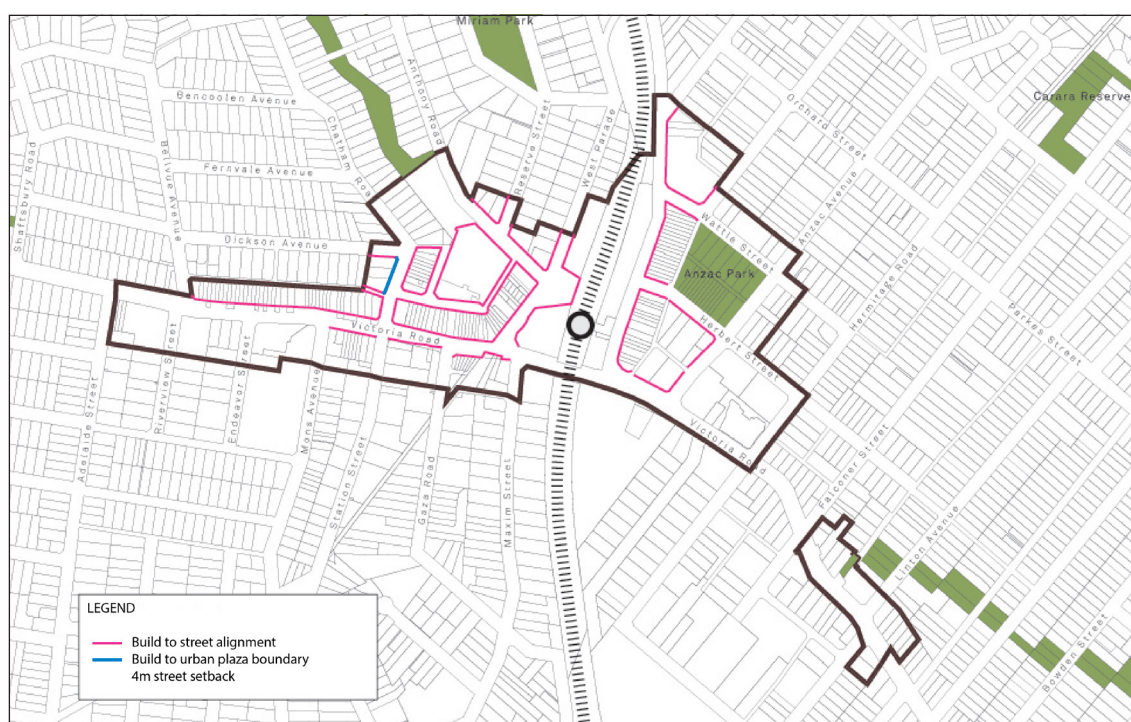 Miriam Park
Bencoolen Avenue
Anthony Road
Chatham Road
Bellvue Avenue
Fernvale Avenue
Shaftsbury Road
Dickson Avenue
Reserve Street
West Parade
Orchard Street
Carara Reserve
Anzac Avenue
Wattle Street
Anzac Park
Hermitage Road
Parkes Street
Herbert Street
Victoria Road
Riverview Street
Endeavor Street
Mons Avenue
Adelaide Street
Station Street
Gaza Road
Maxim Street
Victoria Road
Falconer Street
Linton Avenue
Bowden Street
LEGEND
Build to street alignment
Build to urban plaza boundary
4m street setback